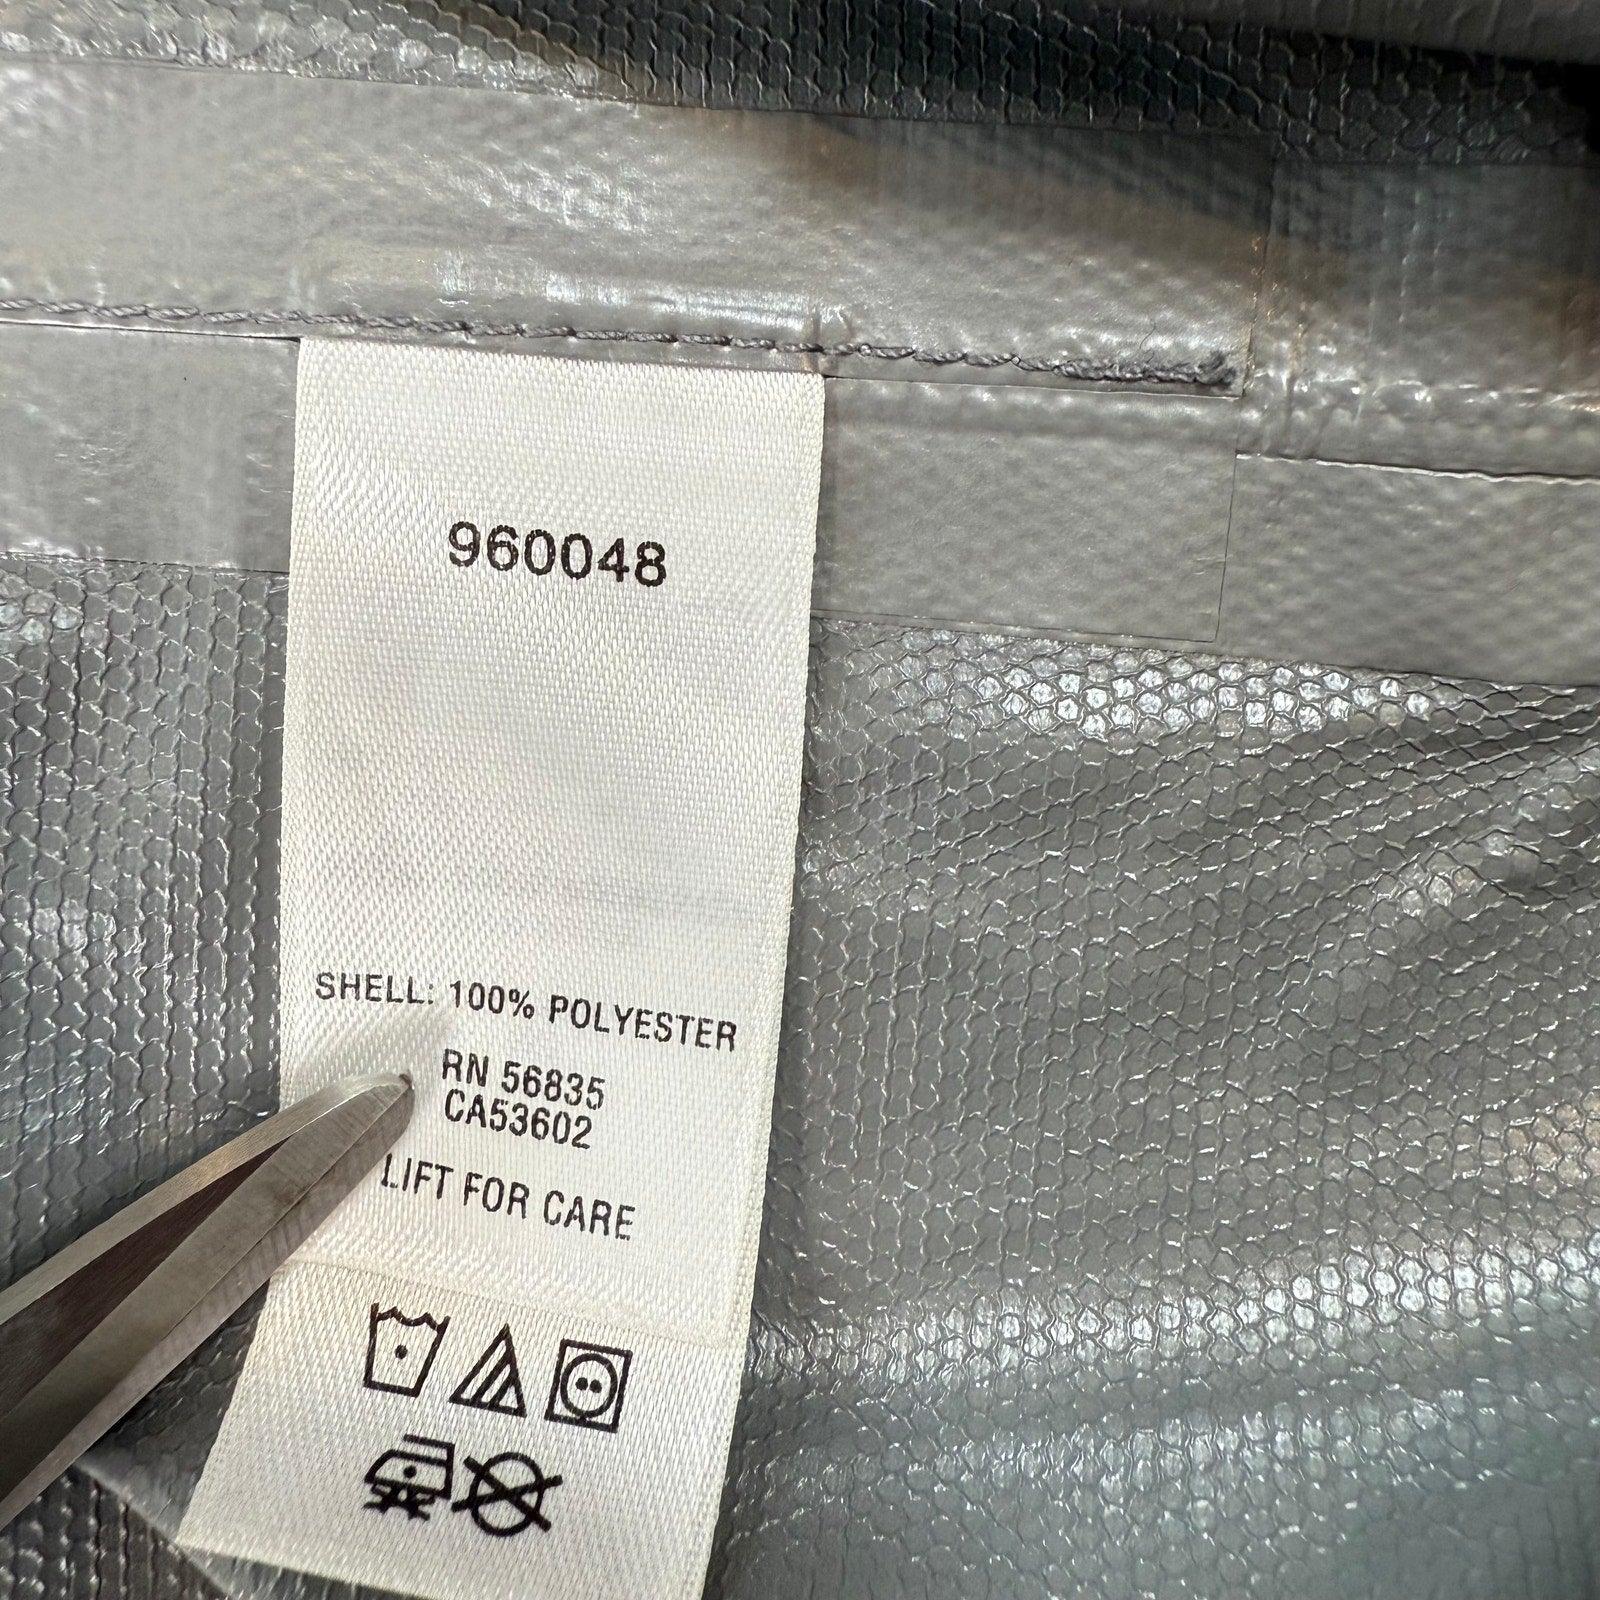 960048
SHELL: 100% POLYESTER
RN 56835
CA53602
LIFT FOR CARE